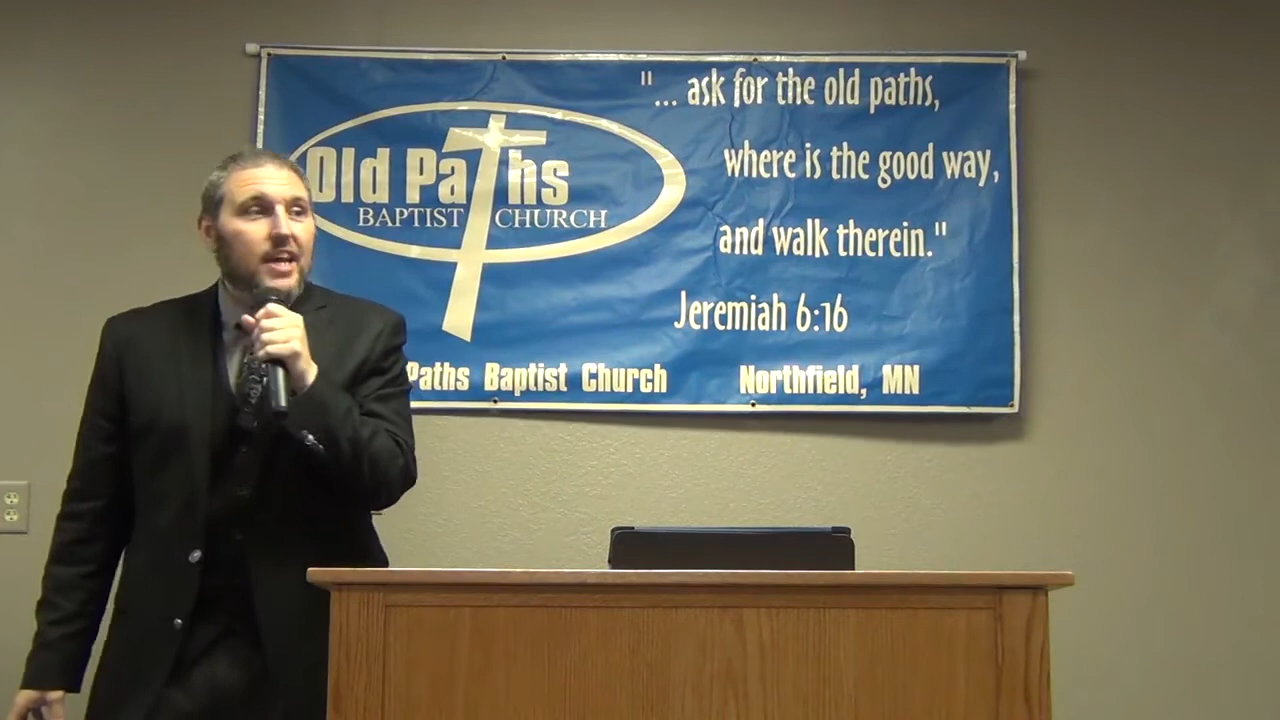 Old Paths
BAPTIST CHURCH
"... ask for the old paths,
where is the good way,
and walk therein."
Jeremiah 6:16
Paths Baptist Church Northfield, MN